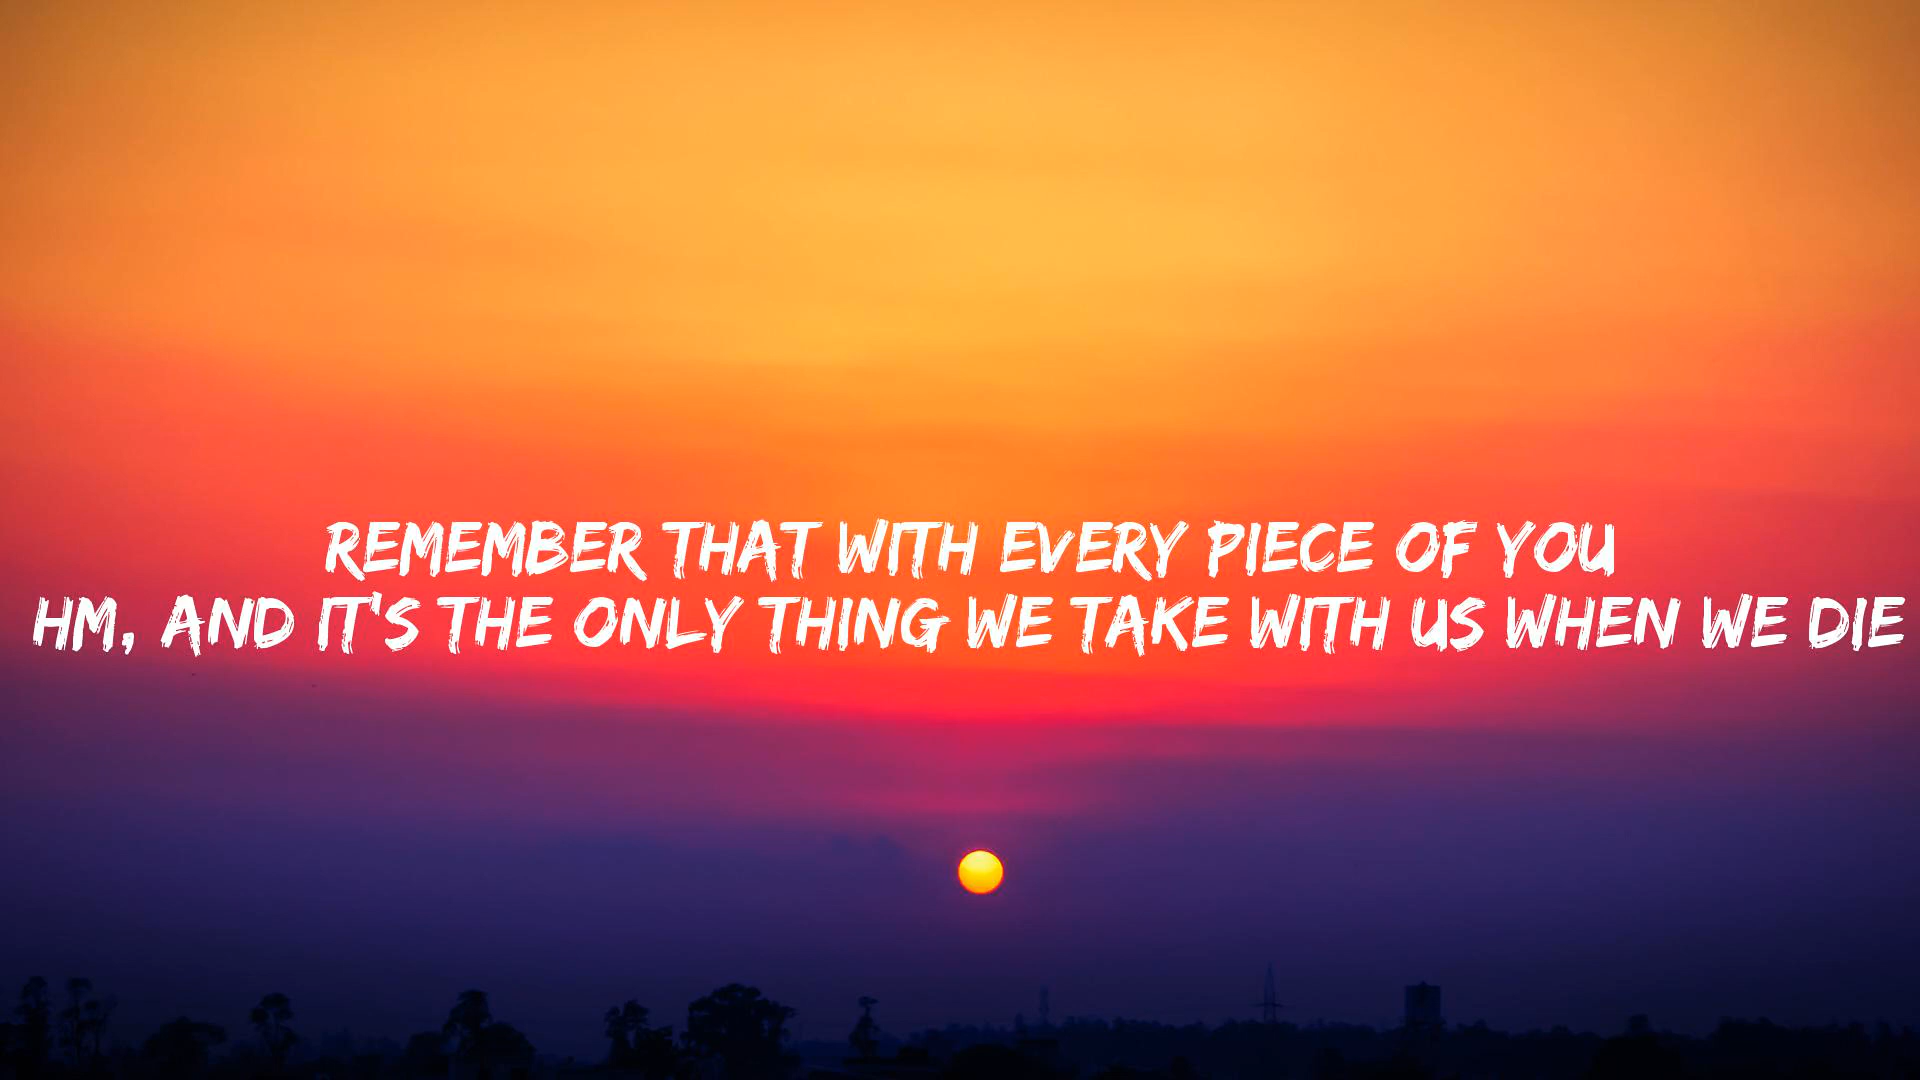 REMEMBER THAT WITH EVERY PIECE OF YOU
HM, AND IT'S THE ONLY THING WE TAKE WITH US WHEN WE DIE